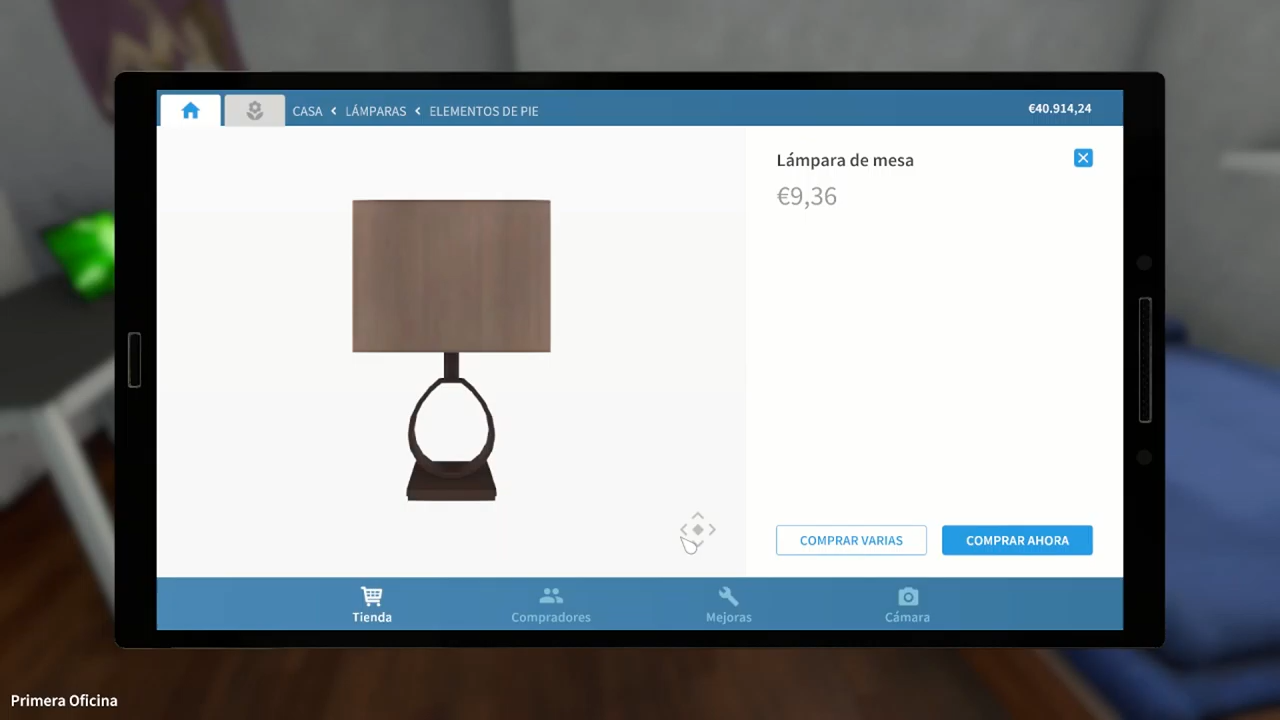 CASA < LÁMPARAS < ELEMENTOS DE PIE
€40.914,24
Lámpara de mesa
€9,36
COMPRAR VARIAS
COMPRAR AHORA
Tienda
Compradores
Mejoras
Cámara
Primera Oficina